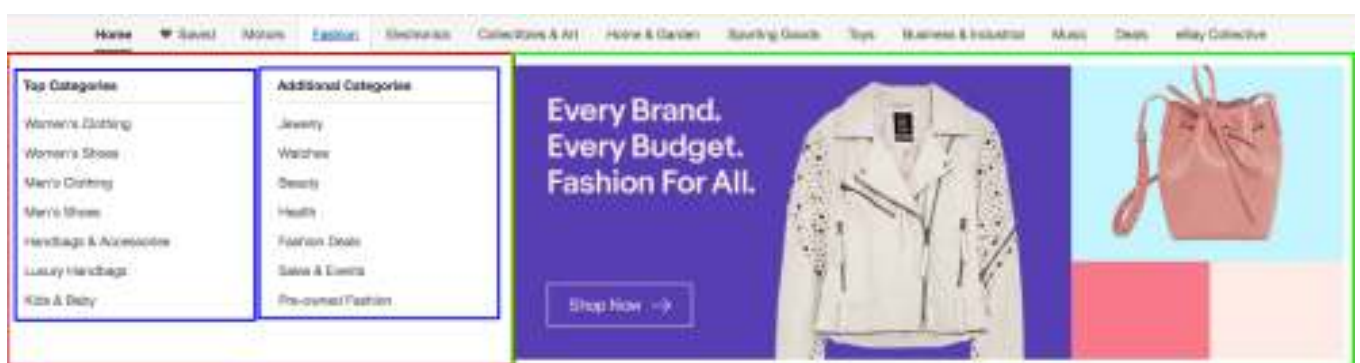 Home Saved Motors Fashion Electronics Collectibles & Art Home & Garden Sporting Goods Toys Business & Industrial Music Deals eBay Collective
Top Categories
Women's Clothing
Women's Shoes
Men's Clothing
Men's Shoes
Handbags & Accessories
Luxury Handbags
Kids & Baby
Additional Categories
Jewelry
Watches
Beauty
Health
Fashion Deals
Sales & Events
Pre-owned Fashion
Every Brand.
Every Budget.
Fashion For All.
Shop Now